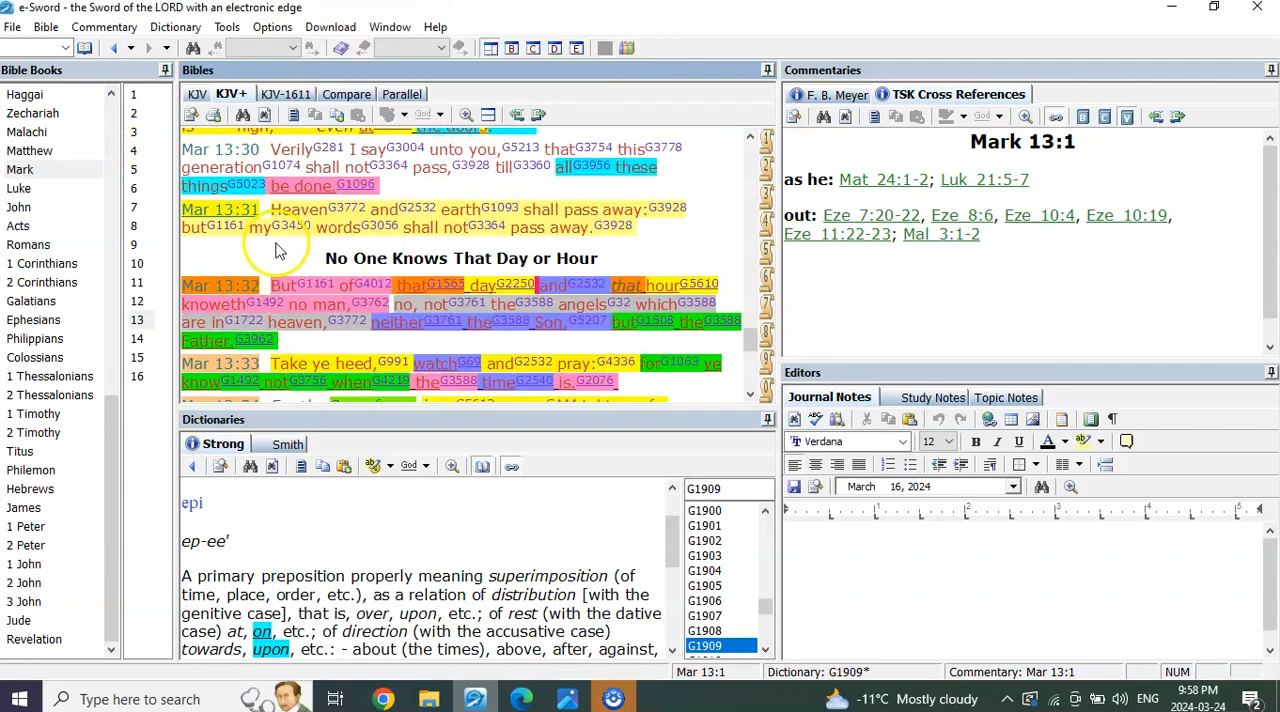 e-Sword - the Sword of the LORD with an electronic edge
File Bible Commentary Dictionary Tools Options Download Window Help
B C D E
Bible Books
Haggai
Zechariah
Malachi
Matthew
Mark
Luke
John
Acts
Romans
1 Corinthians
2 Corinthians
Galatians
Ephesians
Philippians
Colossians
1 Thessalonians
2 Thessalonians
1 Timothy
2 Timothy
Titus
Philemon
Hebrews
James
1 Peter
2 Peter
1 John
2 John
3 John
Jude
Revelation
1
2
3
4
5
6
7
8
9
10
11
12
13
14
15
16
Bibles
KJV KJV+ KJV-1611 Compare Parallel
God
is nigh, even at the doors.
Mar 13:30 VerilyG281 I sayG3004 unto you,G5213 thatG3754 thisG3778
generationG1074 shall notG3364 pass,G3928 tillG3360 allG3956 these
thingsG5023 be done.G1096
Mar 13:31 HeavenG3772 andG2532 earthG1093 shall pass away:G3928
butG1161 myG3450 wordsG3056 shall notG3364 pass away.G3928
No One Knows That Day or Hour
Mar 13:32 ButG1161 ofG4012 thatG1565 dayG2250 andG2532 that hourG5610
knowethG1492 no man,G3762 no, notG3761 theG3588 angelsG32 whichG3588
are inG1722 heaven,G3772 neitherG3761 theG3588 Son,G5207 butG1508 theG3588
Father.G3962
Mar 13:33 Take ye heed,G991 watchG69 andG2532 pray:G4336 forG1063 ye
knowG1492 notG3756 whenG4219 theG3588 timeG2540 is.G2076
Dictionaries
Strong Smith
God
epi
ep-ee'
A primary preposition properly meaning superimposition (of
time, place, order, etc.), as a relation of distribution [with the
genitive case], that is, over, upon, etc.; of rest (with the dative
case) at, on, etc.; of direction (with the accusative case)
towards, upon, etc.: - about (the times), above, after, against,
G1909
G1900
G1901
G1902
G1903
G1904
G1905
G1906
G1907
G1908
G1909
Commentaries
F. B. Meyer TSK Cross References
God
Mark 13:1
as he: Mat 24:1-2; Luk 21:5-7
out: Eze 7:20-22, Eze 8:6, Eze 10:4, Eze 10:19,
Eze 11:22-23; Mal 3:1-2
Editors
Journal Notes Study Notes Topic Notes
Verdana 12 B I U A
March 16, 2024
1 2 3 4 5
Mar 13:1 Dictionary: G1909* Commentary: Mar 13:1 NUM
Type here to search
-11°C Mostly cloudy ENG
9:58 PM
2024-03-24
2